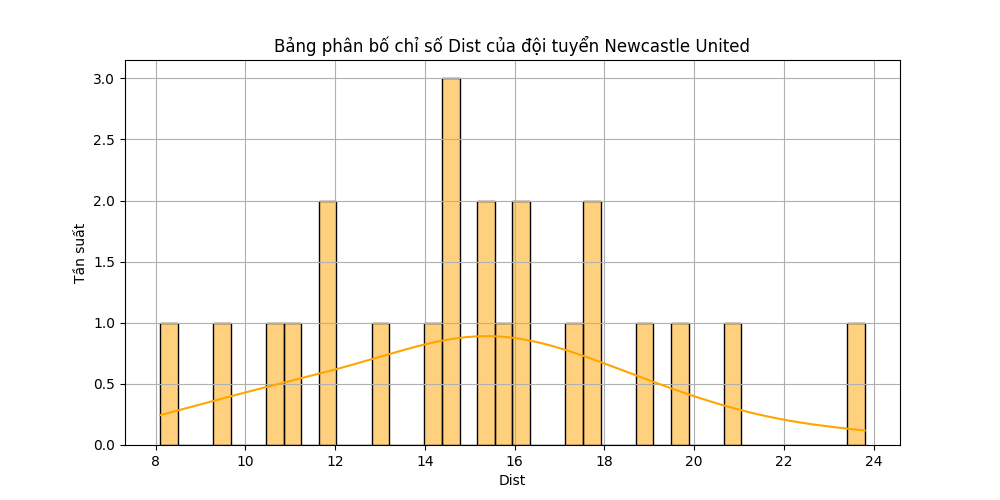 Bảng phân bố chỉ số Dist của đội tuyển Newcastle United
3.0
2.5
2.0
1.5
1.0
0.5
0.0
Tần suất
8 10 12 14 16 18 20 22 24
Dist